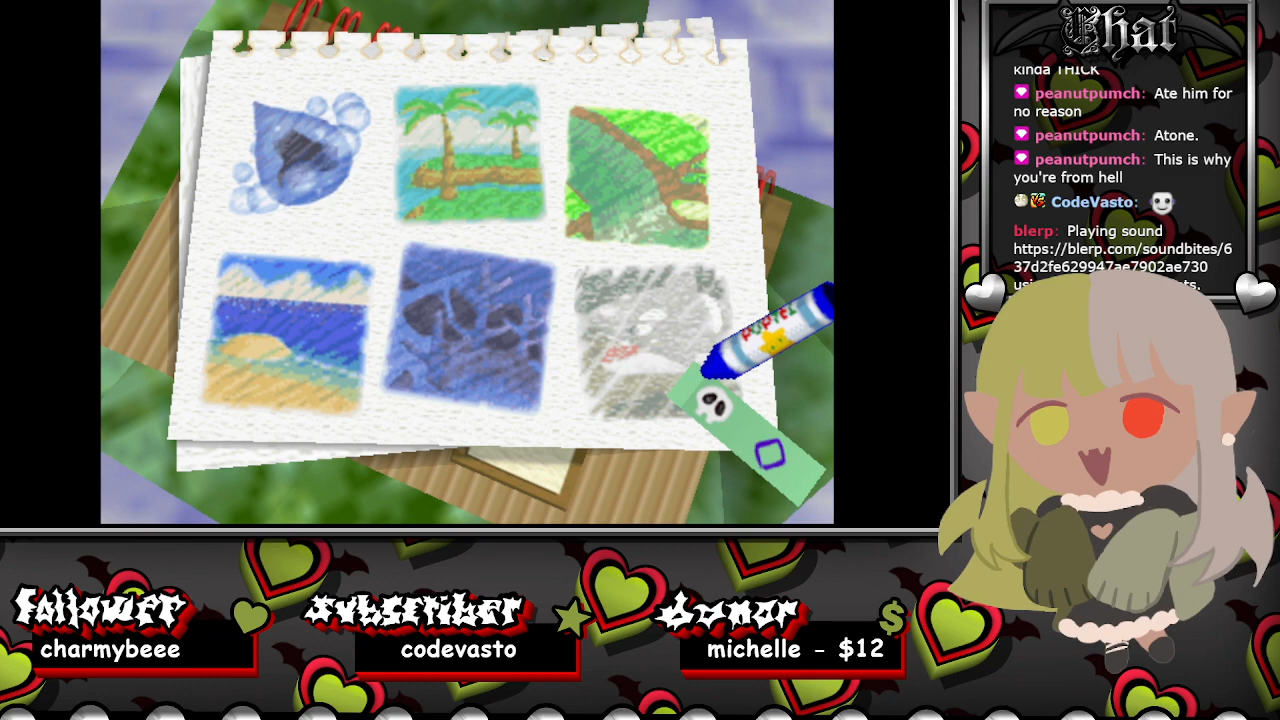 Chat
kinda THICK
peanutpumch: Ate him for
no reason
peanutpumch: Atone.
peanutpumch: This is why
you're from hell
CodeVasto:
blerp: Playing sound
https://blerp.com/soundbites/6
37d2fe629947ae7902ae730
follower
subscriber
donor
$
charmybeee
codevasto
michelle - $12